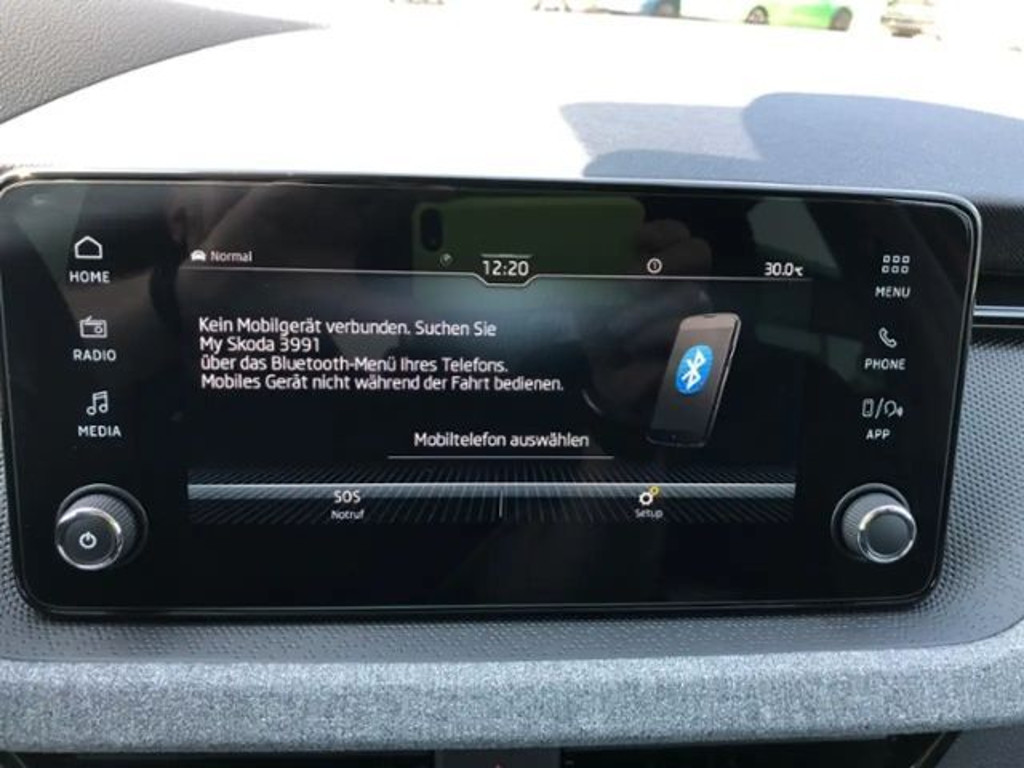 HOME
RADIO
MEDIA
Normal
12:20
30.0°C
Kein Mobilgerät verbunden. Suchen Sie
My Skoda 3991
über das Bluetooth-Menü Ihres Telefons.
Mobiles Gerät nicht während der Fahrt bedienen.
Mobiltelefon auswählen
SOS
Notruf
Setup
MENU
PHONE
APP